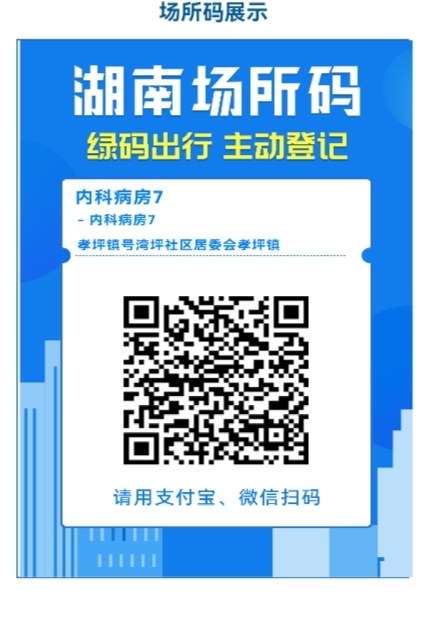 场所码展示
湖南场所码
绿码出行 主动登记
内科病房7
- 内科病房7
孝坪镇号湾坪社区居委会孝坪镇
请用支付宝、微信扫码